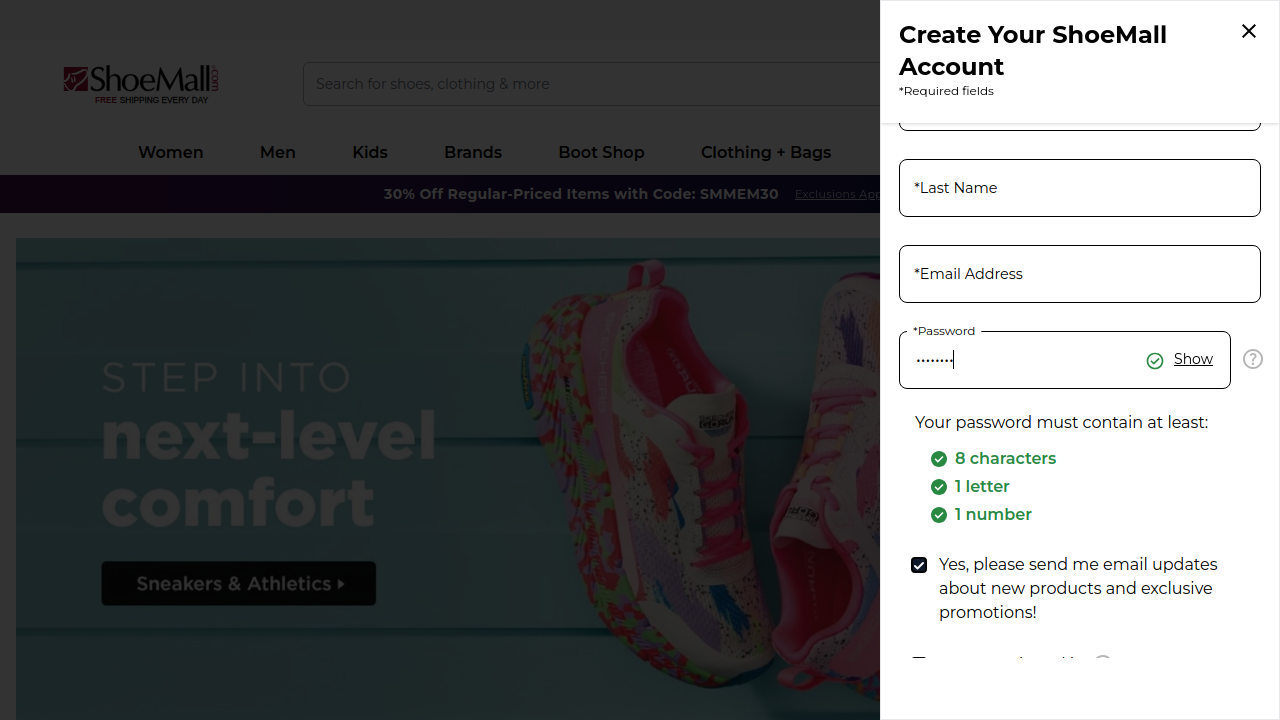 ShoeMall.com
FREE SHIPPING EVERY DAY
Search for shoes, clothing & more
Women
Men
Kids
Brands
Boot Shop
Clothing + Bags
30% Off Regular-Priced Items with Code: SMMEM30
Exclusions App
STEP INTO
next-level
comfort
Sneakers & Athletics
Create Your ShoeMall
Account
*Required fields
*Last Name
*Email Address
*Password
••••••••
Show
?
Your password must contain at least:
8 characters
1 letter
1 number
Yes, please send me email updates
about new products and exclusive
promotions!